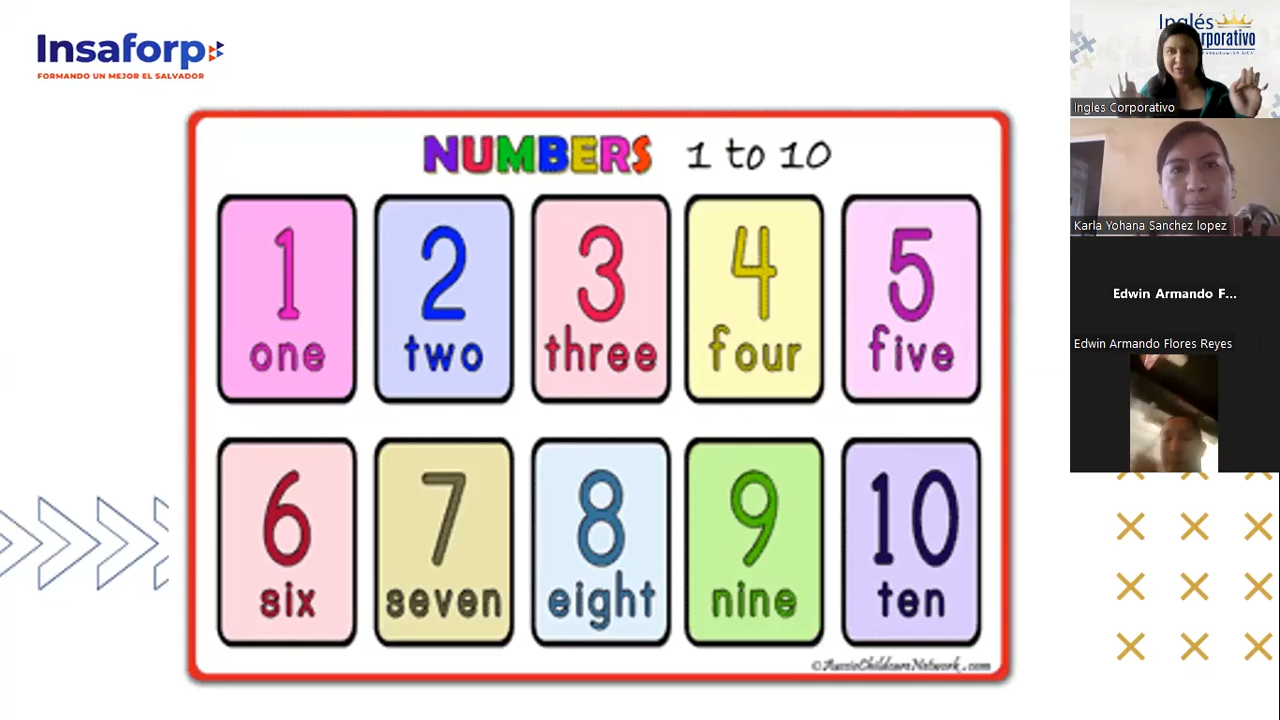 Insaforp
FORMANDO UN MEJOR EL SALVADOR
NUMBERS 1 to 10
1 2 3 4 5
one two three four five
6 7 8 9 10
six seven eight nine ten
©AussieChildcareNetwork.com
Inglés
Corporativo
Ingles Corporativo
Karla Yohana Sanchez lopez
Edwin Armando F...
Edwin Armando Flores Reyes